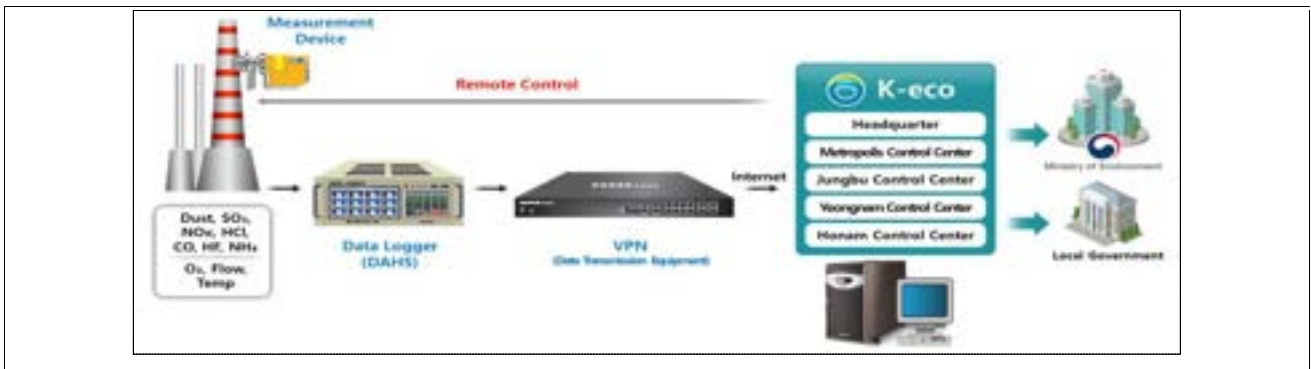 Measurement
Device
Remote Control
K-eco
Headquarter
Metropolis Control Center
Jungbu Control Center
Yeongnam Control Center
Honam Control Center
Ministry of Environment
Local Government
Internet
Dust, SO₂,
NOx, HCl,
CO, HF, NH₃
O₂, Flow,
Temp
Data Logger
(DAHS)
VPN
(Data Transmission Equipment)